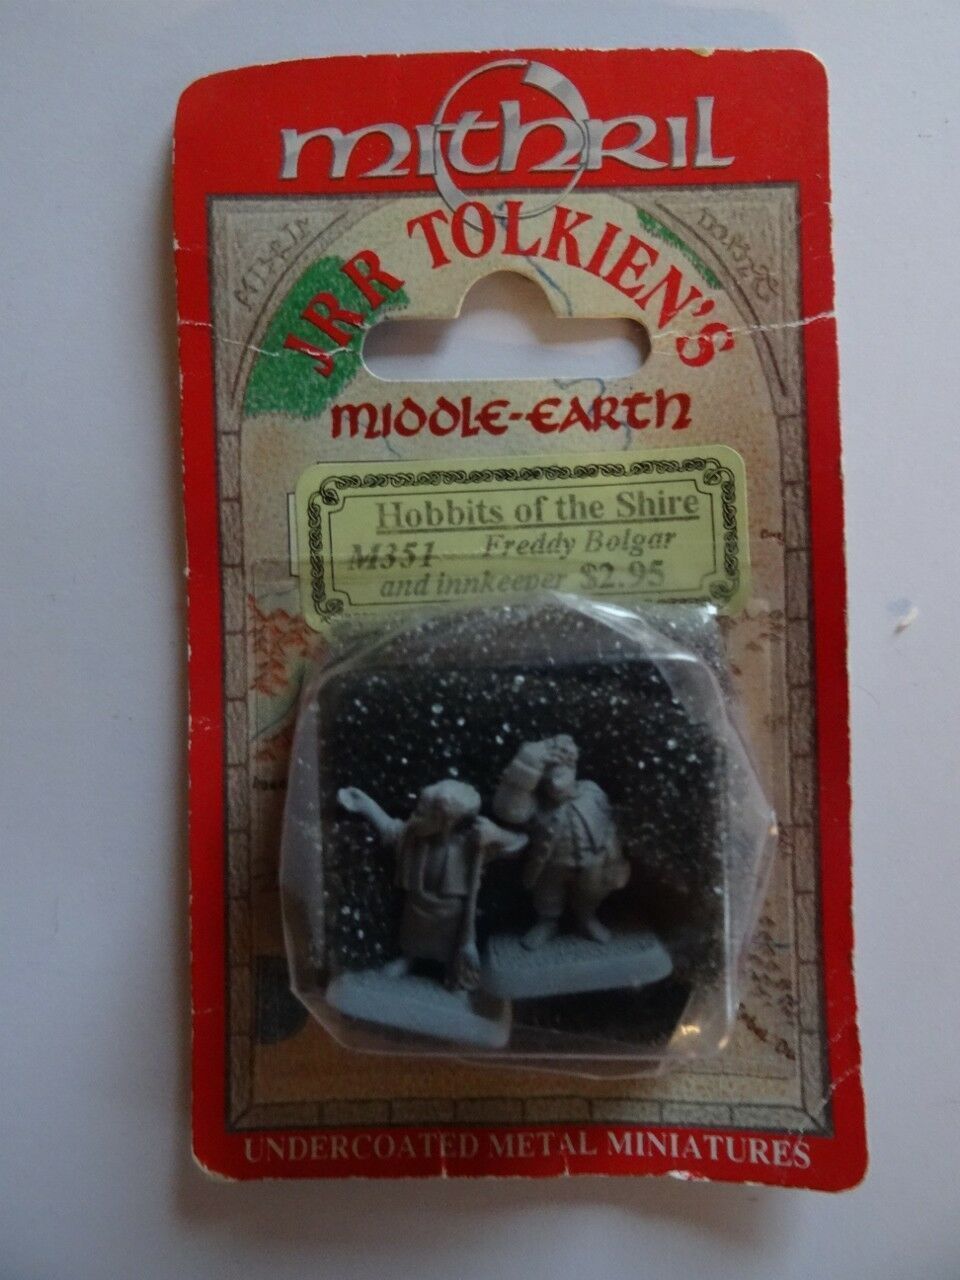 mithril
JRR TOLKIEN'S
MIDDLE-EARTH
Hobbits of the Shire
M351 Freddy Bolgar
and innkeeper $2.95
UNDERCOATED METAL MINIATURES